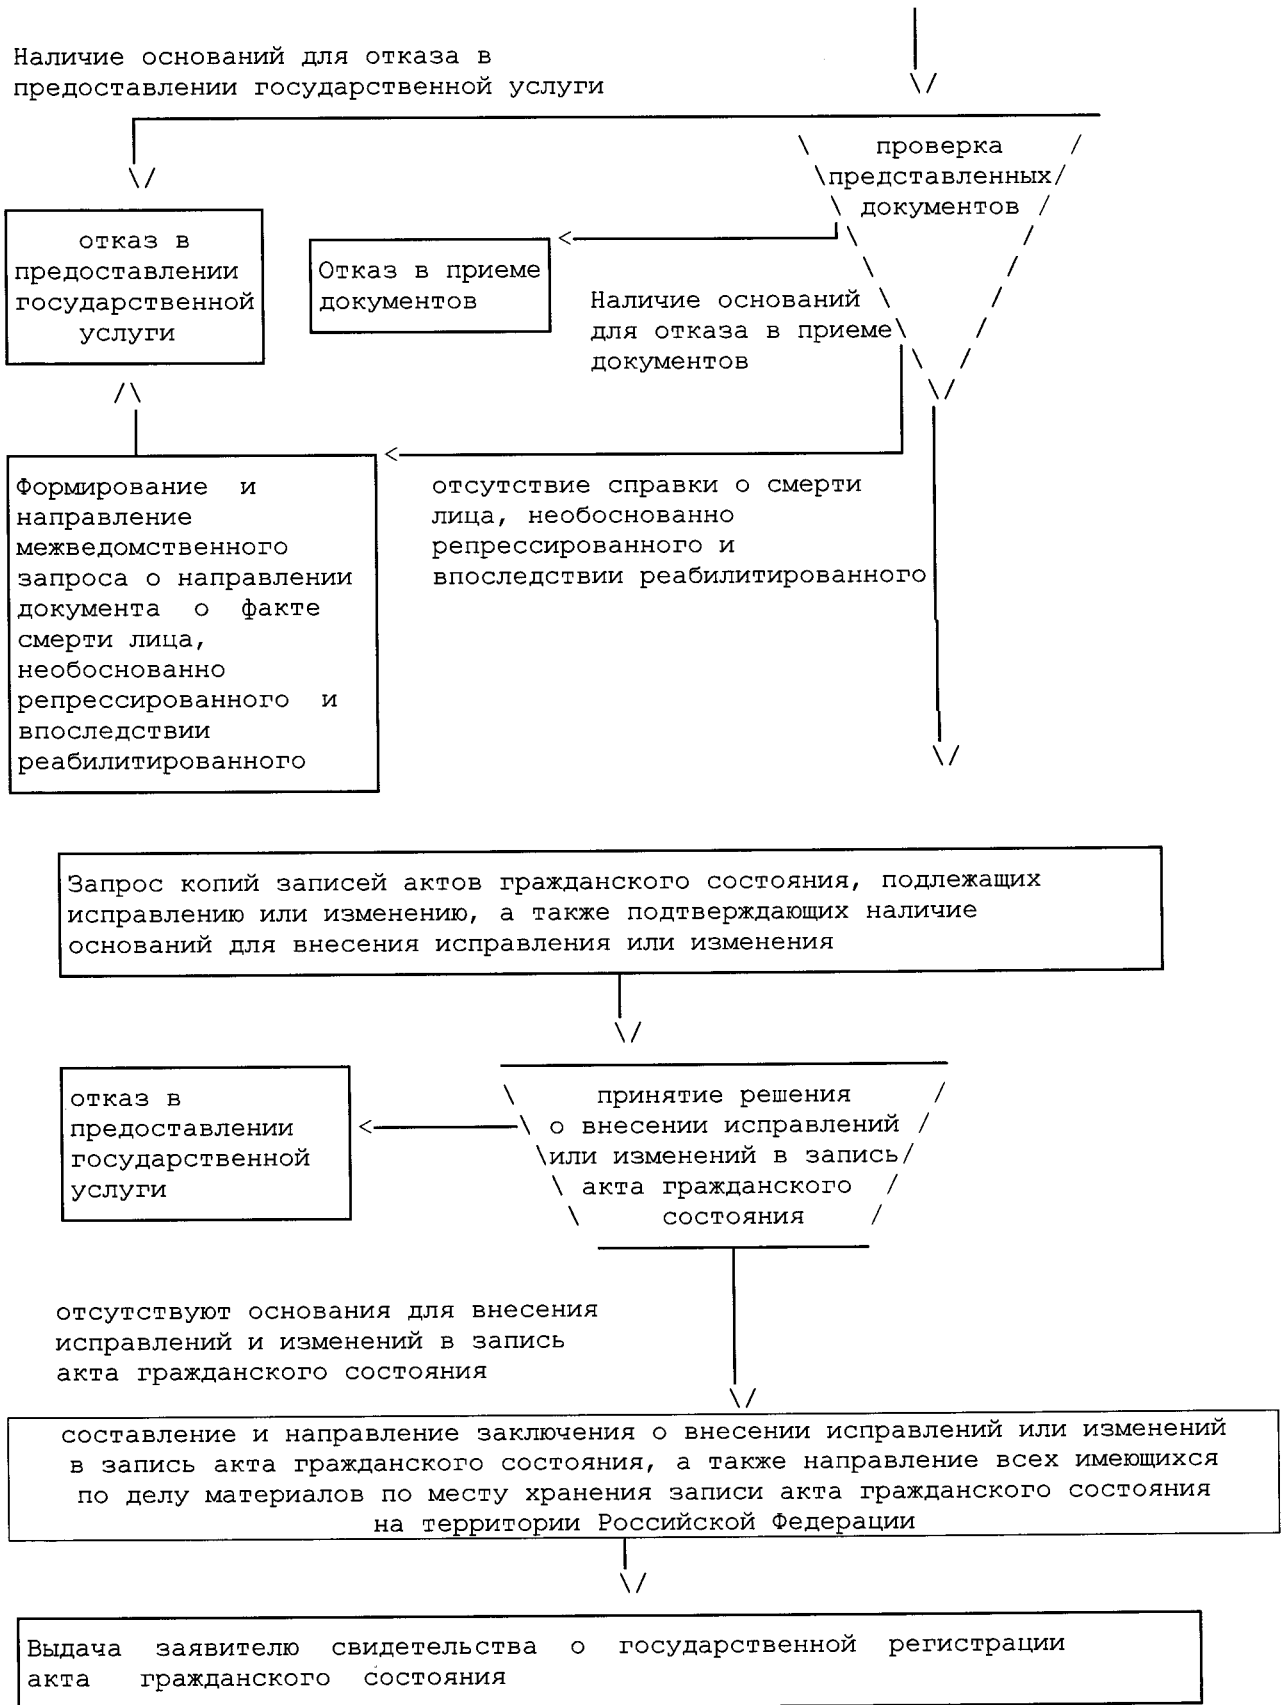 Наличие оснований для отказа в
предоставлении государственной услуги
проверка
представленных
документов
отказ в
предоставлении
государственной
услуги
Отказ в приеме
документов
Наличие оснований
для отказа в приеме
документов
Формирование и
направление
межведомственного
запроса о направлении
документа о факте
смерти лица,
необоснованно
репрессированного и
впоследствии
реабилитированного
отсутствие справки о смерти
лица, необоснованно
репрессированного и
впоследствии реабилитированного
Запрос копий записей актов гражданского состояния, подлежащих
исправлению или изменению, а также подтверждающих наличие
оснований для внесения исправления или изменения
отказ в
предоставлении
государственной
услуги
принятие решения
о внесении исправлений
или изменений в запись
акта гражданского
состояния
отсутствуют основания для внесения
исправлений и изменений в запись
акта гражданского состояния
составление и направление заключения о внесении исправлений или изменений
в запись акта гражданского состояния, а также направление всех имеющихся
по делу материалов по месту хранения записи акта гражданского состояния
на территории Российской Федерации
Выдача заявителю свидетельства о государственной регистрации
акта гражданского состояния